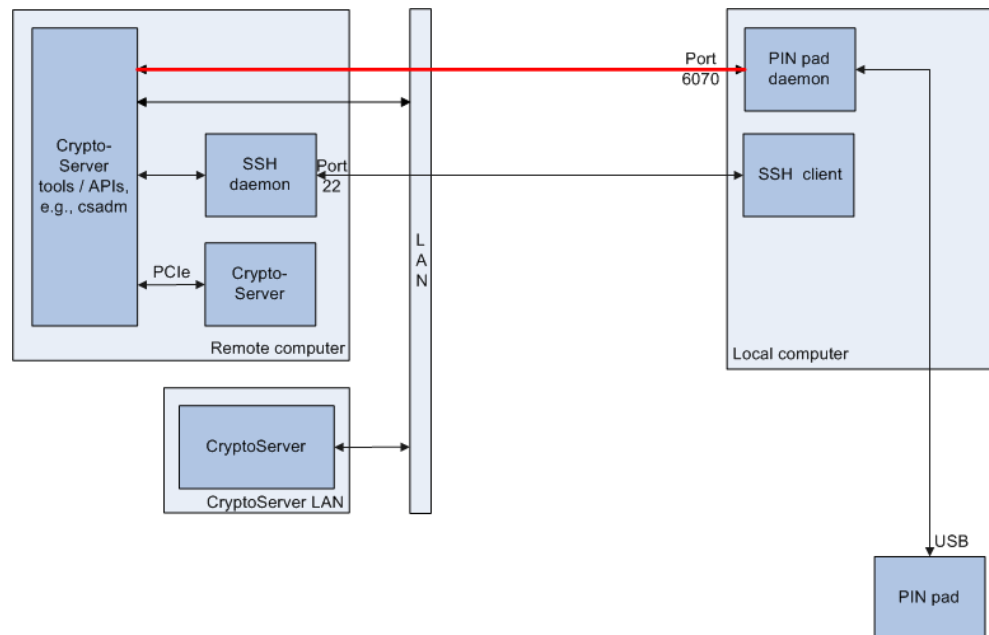 Crypto-
Server
tools / APIs,
e.g., csadm
SSH
daemon
Port
22
PCIe
Crypto-
Server
Remote computer
CryptoServer
CryptoServer LAN
L
A
N
Port
6070
PIN pad
daemon
SSH client
Local computer
USB
PIN pad